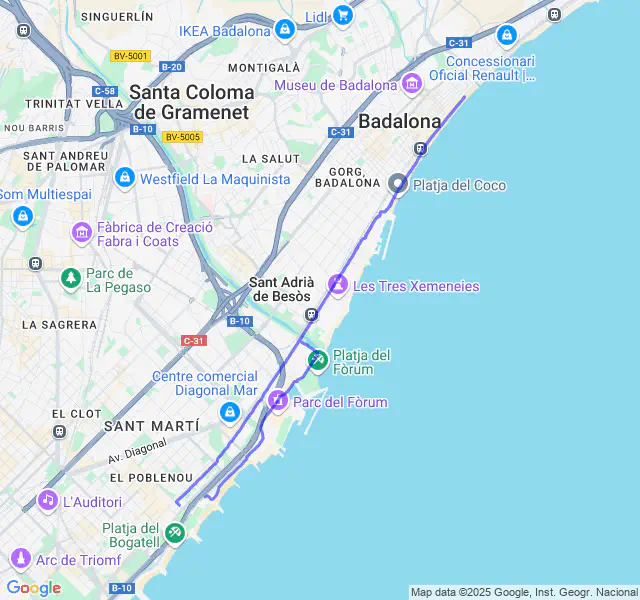 SINGUERLÍN
Lidl
IKEA Badalona
BV-5001
C-31
B-20
MONTIGALÀ
Concessionari
Oficial Renault |...
C-58
Santa Coloma
de Gramenet
Museu de Badalona
TRINITAT VELLA
NOU BARRIS
B-10
BV-5005
C-31
Badalona
SANT ANDREU
DE PALOMAR
LA SALUT
GORG,
BADALONA
Westfield La Maquinista
Platja del Coco
Som Multiespai
Fàbrica de Creació
Fabra i Coats
Parc de
La Pegaso
Sant Adrià
de Besòs
Les Tres Xemeneies
LA SAGRERA
B-10
C-31
Platja del
Fòrum
Centre comercial
Diagonal Mar
Parc del Fòrum
EL CLOT
SANT MARTÍ
Av. Diagonal
EL POBLENOU
L'Auditori
Platja del
Bogatell
Arc de Triomf
B-10
Google
Map data ©2025 Google, Inst. Geogr. Nacional